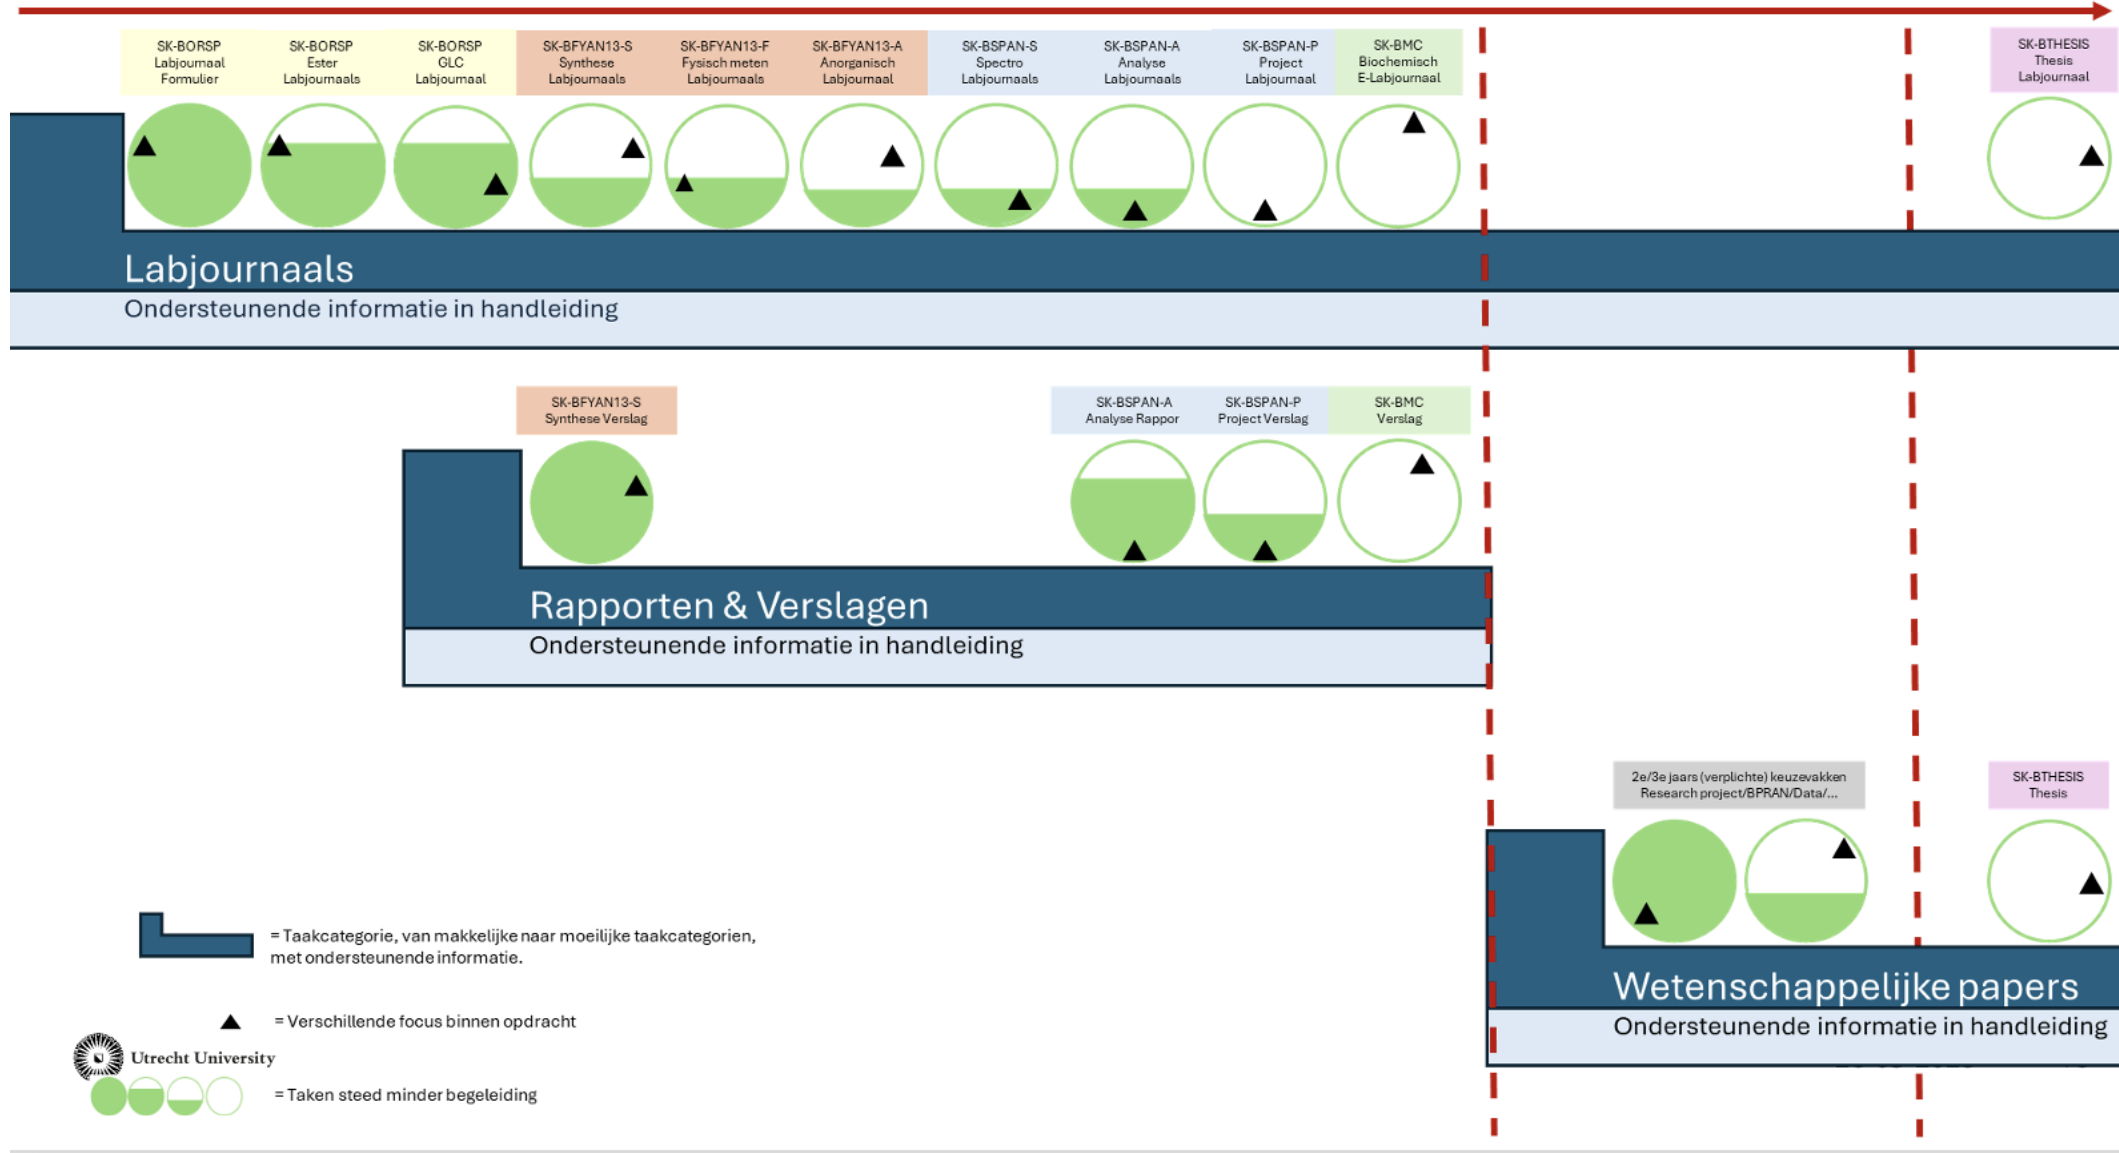 SK-BORSP
Labjournaal
Formulier
SK-BORSP
Ester
Labjournaals
SK-BORSP
GLC
Labjournaal
SK-BFYAN13-S
Synthese
Labjournaals
SK-BFYAN13-F
Fysisch meten
Labjournaals
SK-BFYAN13-A
Anorganisch
Labjournaal
SK-BSPAN-S
Spectro
Labjournaals
SK-BSPAN-A
Analyse
Labjournaals
SK-BSPAN-P
Project
Labjournaal
SK-BMC
Biochemisch
E-Labjournaal
SK-BTHESIS
Thesis
Labjournaal
Labjournaals
Ondersteunende informatie in handleiding
SK-BFYAN13-S
Synthese Verslag
SK-BSPAN-A
Analyse Rappor
SK-BSPAN-P
Project Verslag
SK-BMC
Verslag
Rapporten & Verslagen
Ondersteunende informatie in handleiding
2e/3e jaars (verplichte) keuzevakken
Research project/BPRAN/Data/...
SK-BTHESIS
Thesis
Wetenschappelijke papers
Ondersteunende informatie in handleiding
= Taakcategorie, van makkelijke naar moeilijke taakcategorien,
met ondersteunende informatie.
= Verschillende focus binnen opdracht
Utrecht University
= Taken steed minder begeleiding